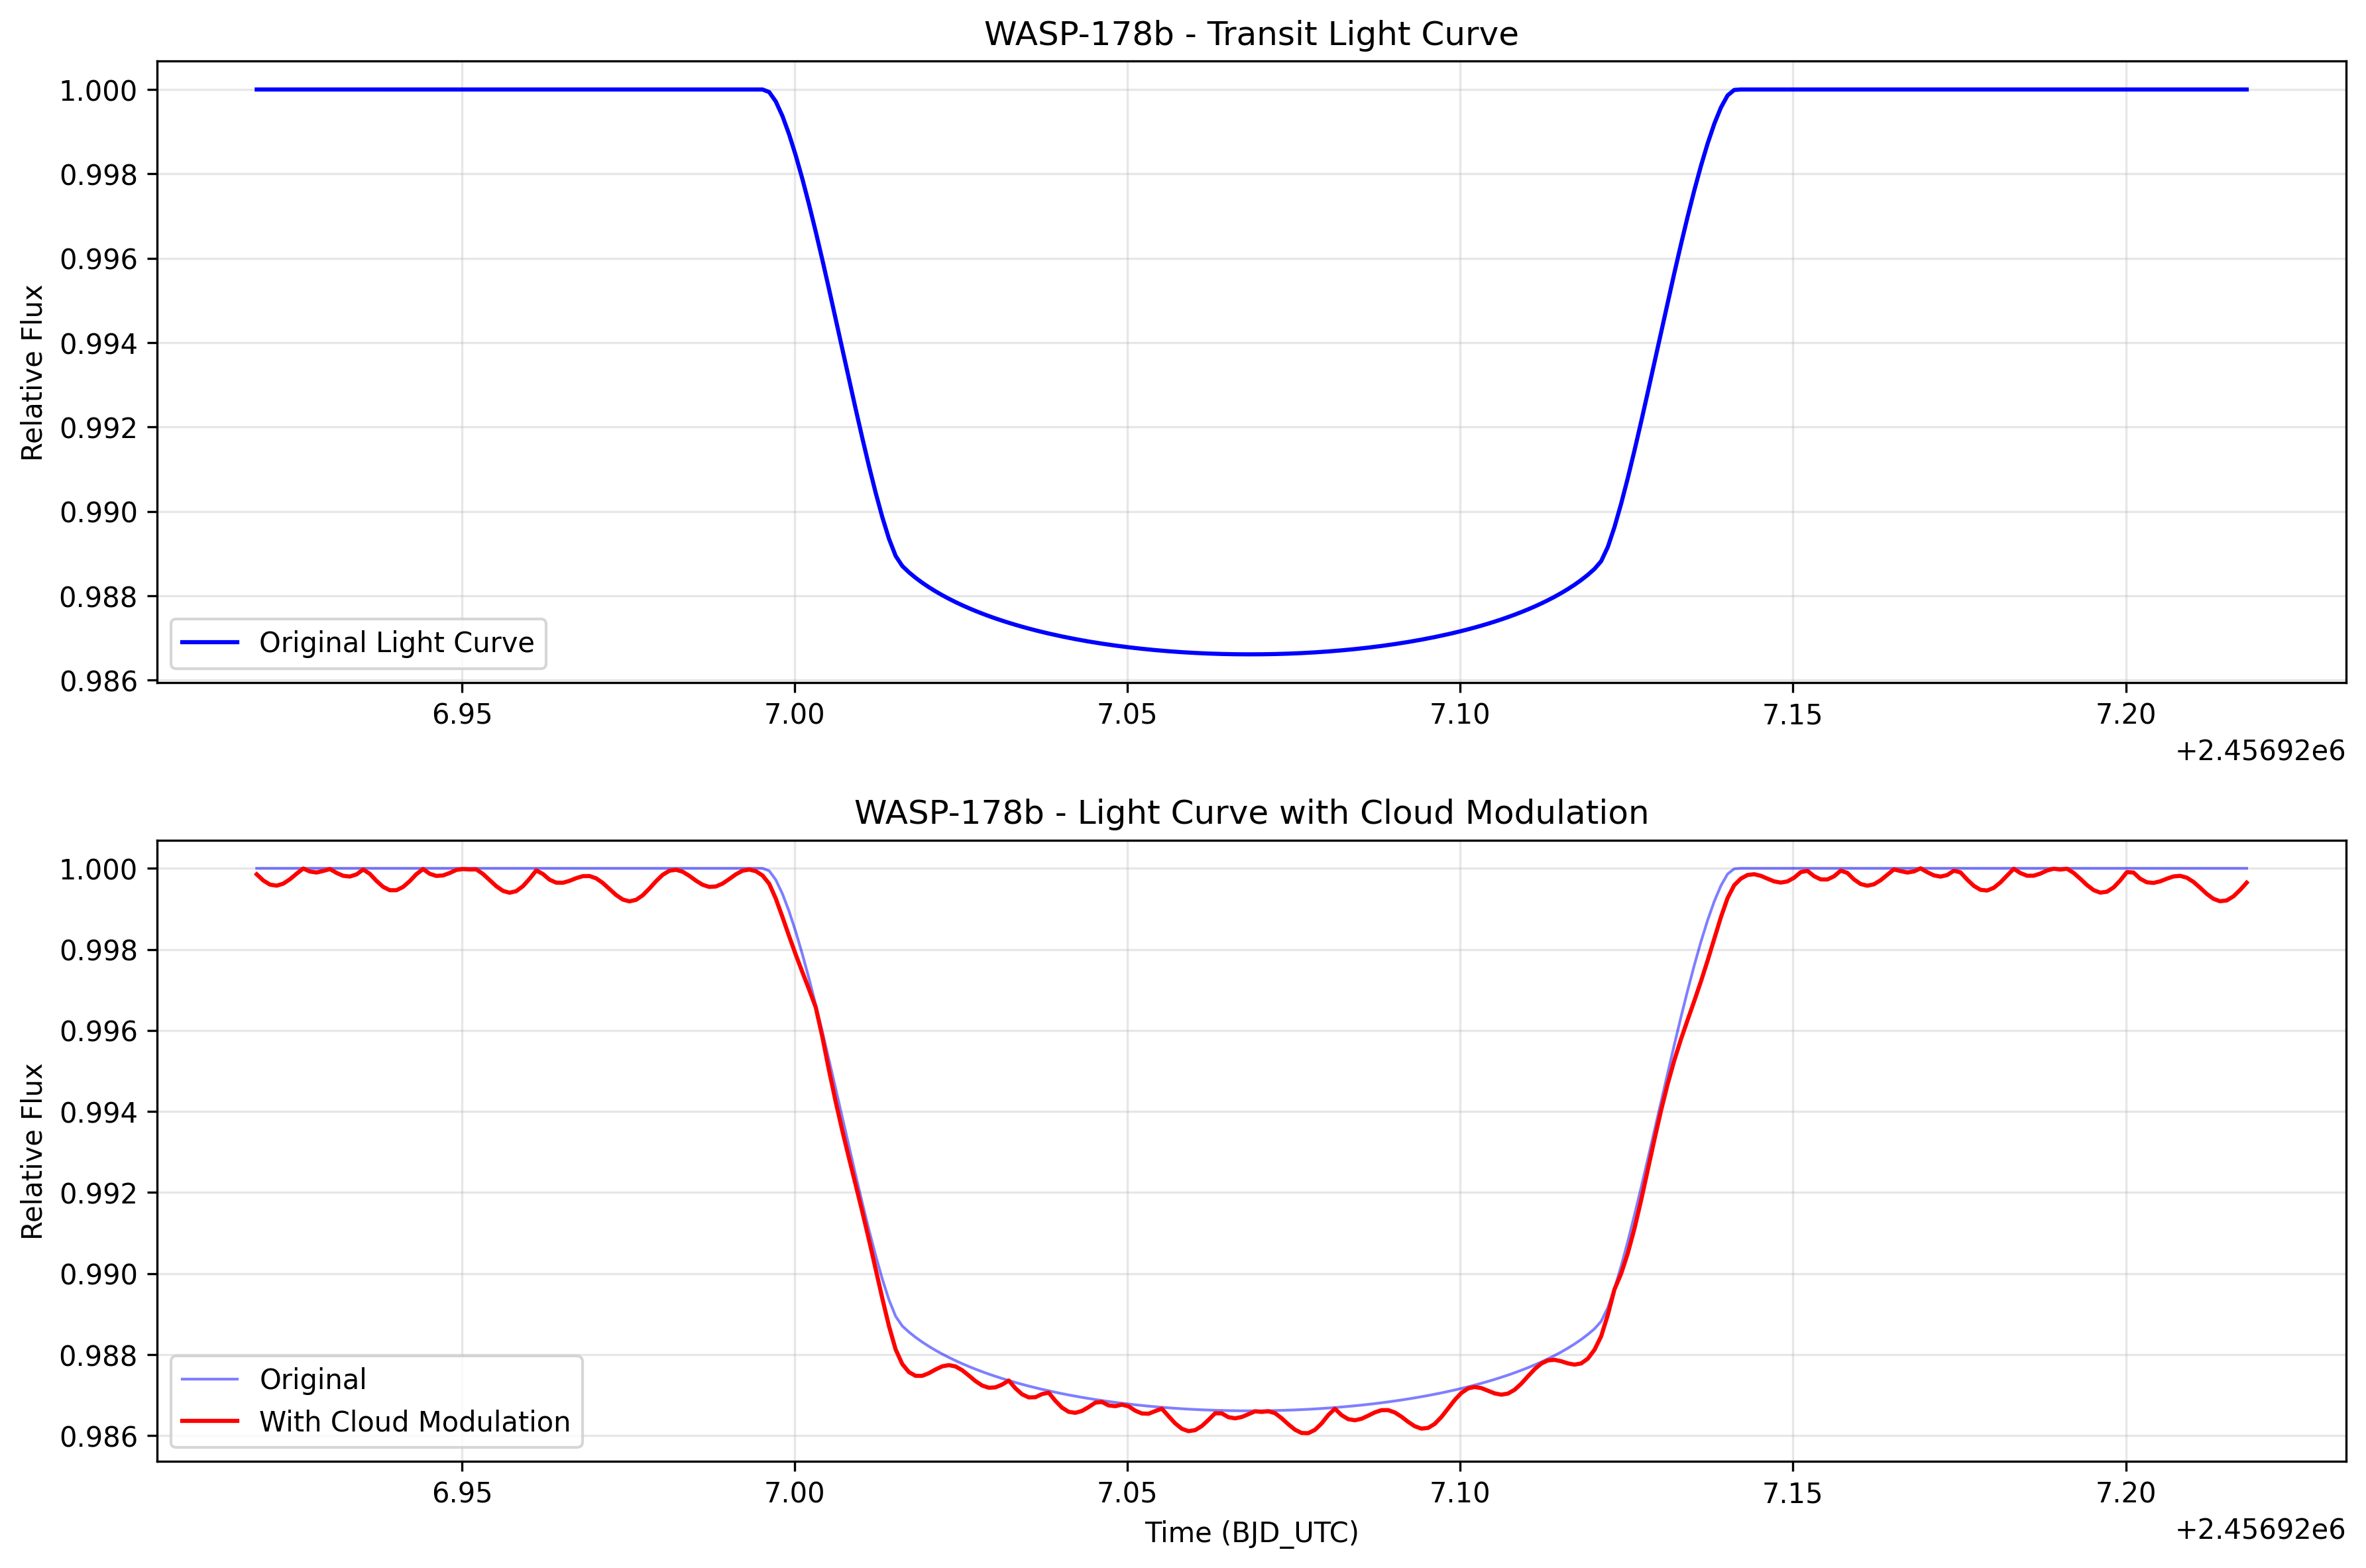 WASP-178b - Transit Light Curve
Relative Flux
1.000
0.998
0.996
0.994
0.992
0.990
0.988
0.986
Original Light Curve
6.95 7.00 7.05 7.10 7.15 7.20
+2.45692e6
WASP-178b - Light Curve with Cloud Modulation
Relative Flux
1.000
0.998
0.996
0.994
0.992
0.990
0.988
0.986
Original
With Cloud Modulation
6.95 7.00 7.05 7.10 7.15 7.20
Time (BJD_UTC)
+2.45692e6